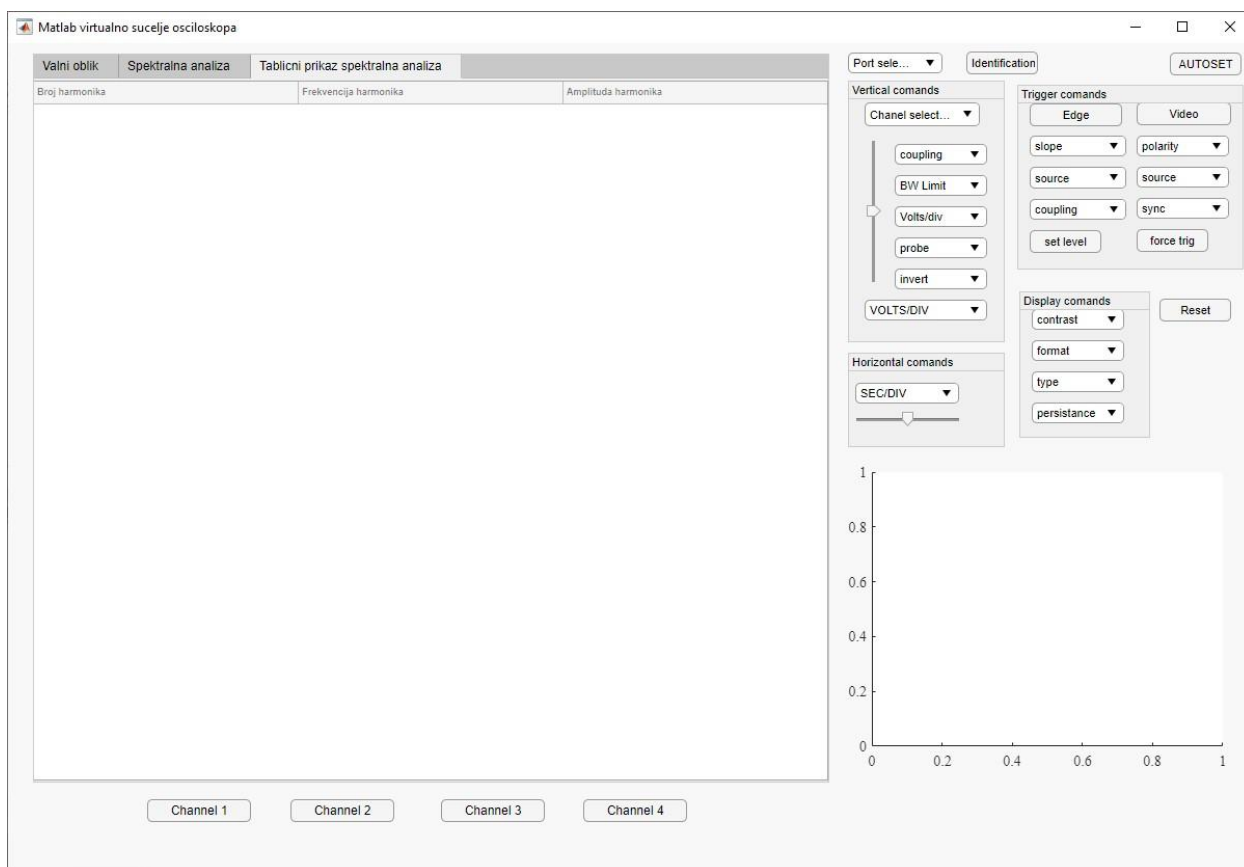 Matlab virtualno sucelje osciloskopa
Valni oblik Spektralna analiza Tablicni prikaz spektralna analiza
Broj harmonika Frekvencija harmonika Amplituda harmonika
Port sele... Identification AUTOSET
Vertical comands
Chanel select...
coupling
BW Limit
Volts/div
probe
invert
VOLTS/DIV
Trigger comands
Edge Video
slope polarity
source source
coupling sync
set level force trig
Horizontal comands
SEC/DIV
Display comands
contrast
format
type
persistance
Reset
1
0.8
0.6
0.4
0.2
0
0 0.2 0.4 0.6 0.8 1
Channel 1 Channel 2 Channel 3 Channel 4